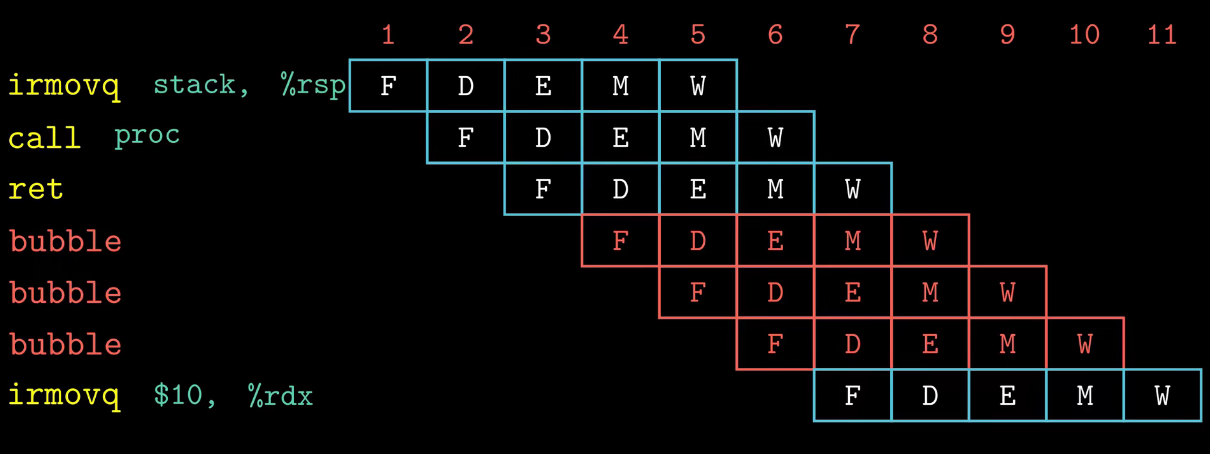 1 2 3 4 5 6 7 8 9 10 11
irmovq stack, %rsp F D E M W
call proc F D E M W
ret F D E M W
bubble F D E M W
bubble F D E M W
bubble F D E M W
irmovq $10, %rdx F D E M W